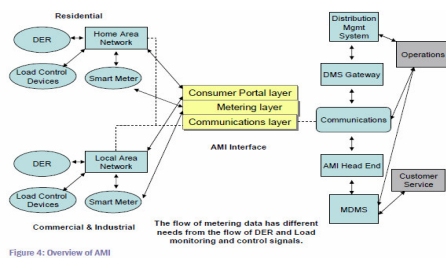 Residential
DER
Home Area
Network
Load Control
Devices
Smart Meter
Consumer Portal layer
Metering layer
Communications layer
AMI Interface
Distribution
Mgmt
System
Operations
DMS Gateway
Communications
AMI Head End
Customer
Service
MDMS
DER
Local Area
Network
Load Control
Devices
Smart Meter
Commercial & Industrial
The flow of metering data has different
needs from the flow of DER and Load
monitoring and control signals.
Figure 4: Overview of AMI